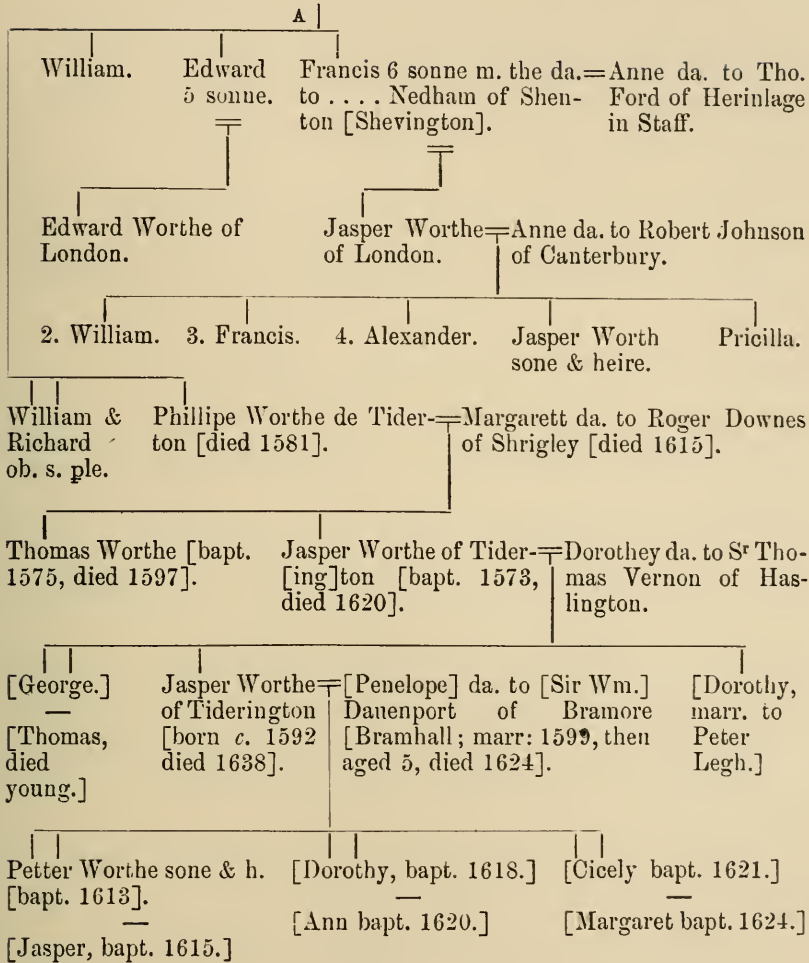 A
William. Edward Francis 6 sonne m. the da.=Anne da. to Tho.
5 sonne. to . . . . Nedham of Shen- Ford of Herinlage
ton [Shevington]. in Staff.
Edward Worthe of Jasper Worthe=Anne da. to Robert Johnson
London. of London. of Canterbury.
2. William. 3. Francis. 4. Alexander. Jasper Worth Pricilla.
sone & heire.
William & Phillipe Worthe de Tider-=Margarett da. to Roger Downes
Richard ton [died 1581]. of Shrigley [died 1615].
ob. s. ple.
Thomas Worthe [bapt. Jasper Worthe of Tider-=Dorothey da. to Sr Tho-
1575, died 1597]. [ing]ton [bapt. 1573, mas Vernon of Has-
died 1620]. lington.
[George.] Jasper Worthe=[Penelope] da. to [Sir Wm.] [Dorothy,
— of Tiderington Dauenport of Bramore marr. to
[Thomas, [born c. 1592 [Bramhall; marr: 1599, then Peter
died died 1638]. aged 5, died 1624]. Legh.]
young.]
Petter Worthe sone & h. [Dorothy, bapt. 1618.] [Cicely bapt. 1621.]
[bapt. 1613]. — —
— [Ann bapt. 1620.] [Margaret bapt. 1624.]
[Jasper, bapt. 1615.]